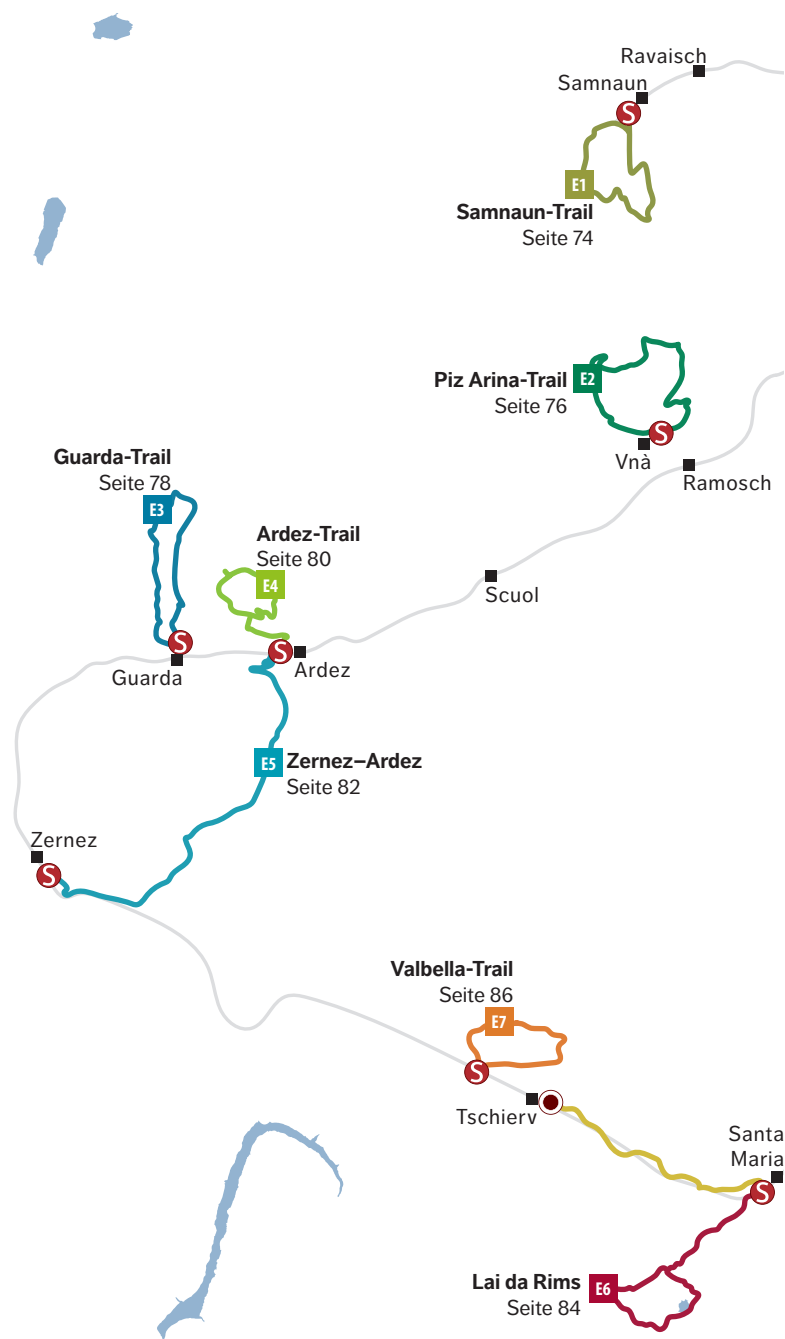 Ravaisch
Samnaun
S
E1
Samnaun-Trail
Seite 74
Piz Arina-Trail
E2
Seite 76
S
Vnà
Ramosch
Guarda-Trail
Seite 78
E3
Ardez-Trail
Seite 80
E4
Scuol
S
S
Guarda
Ardez
E5
Zernez–Ardez
Seite 82
Zernez
S
Valbella-Trail
Seite 86
E7
S
Tschierv
Santa
Maria
S
Lai da Rims
E6
Seite 84